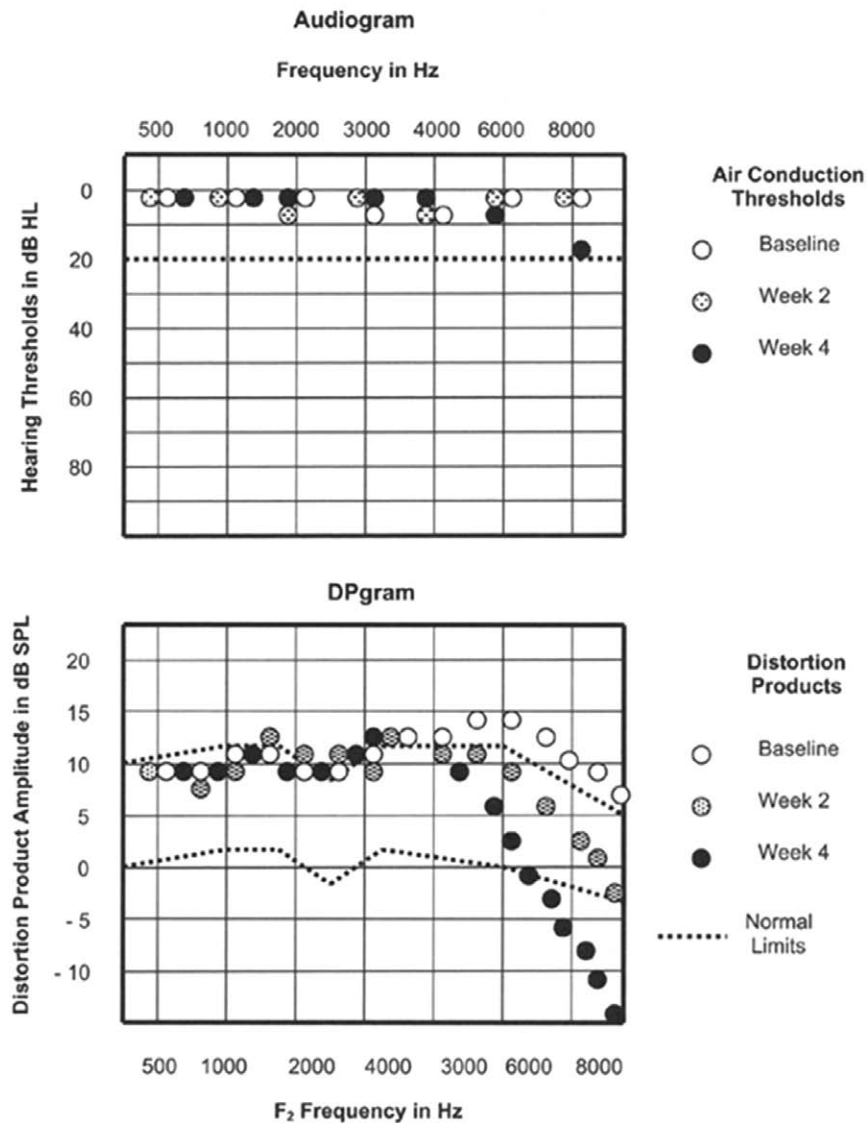 Audiogram
Frequency in Hz
500 1000 2000 3000 4000 6000 8000
Hearing Thresholds in dB HL
0
20
40
60
80
Air Conduction
Thresholds
Baseline
Week 2
Week 4
DPgram
Distortion Product Amplitude in dB SPL
20
15
10
5
0
- 5
- 10
Distortion
Products
Baseline
Week 2
Week 4
Normal
Limits
500 1000 2000 4000 3000 6000 8000
F₂ Frequency in Hz